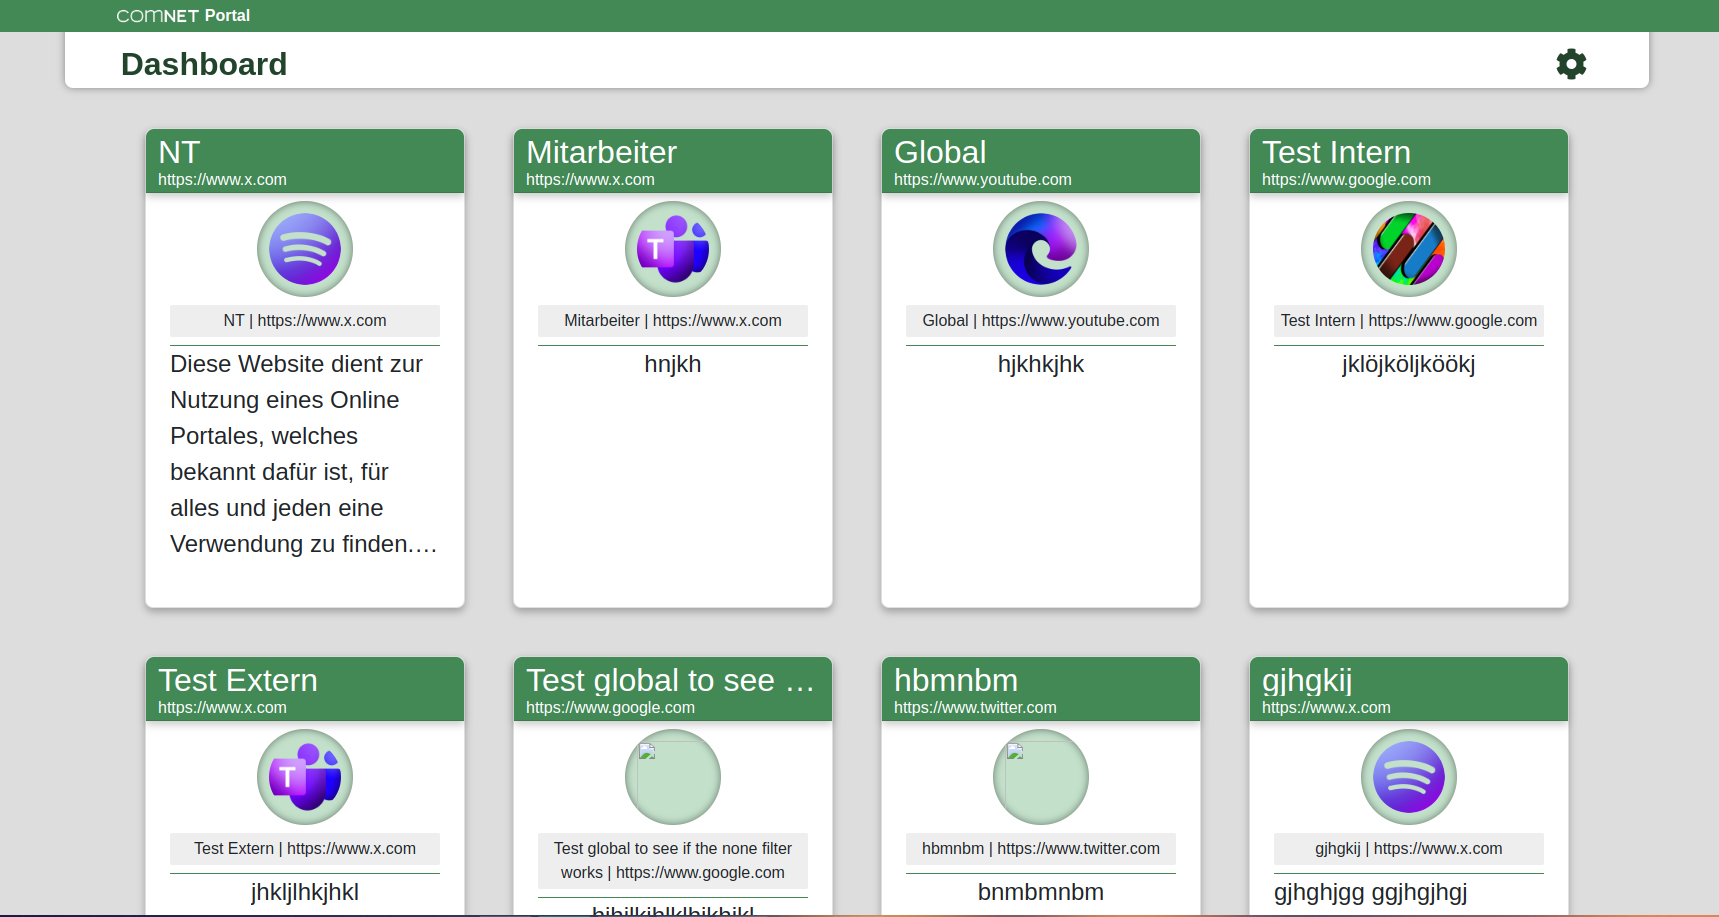 comNET Portal
Dashboard
NT
https://www.x.com
NT | https://www.x.com
Diese Website dient zur
Nutzung eines Online
Portales, welches
bekannt dafür ist, für
alles und jeden eine
Verwendung zu finden.…
Mitarbeiter
https://www.x.com
T
Mitarbeiter | https://www.x.com
hnjkh
Global
https://www.youtube.com
Global | https://www.youtube.com
hjkhkjhk
Test Intern
https://www.google.com
Test Intern | https://www.google.com
jklöjköljköökj
Test Extern
https://www.x.com
T
Test Extern | https://www.x.com
jhkljlhkjhkl
Test global to see …
https://www.google.com
Test global to see if the none filter
works | https://www.google.com
hbmnbm
https://www.twitter.com
hbmnbm | https://www.twitter.com
bnmbmnbm
gjhgkij
https://www.x.com
gjhgkij | https://www.x.com
gjhghjgg ggjhgjhgj